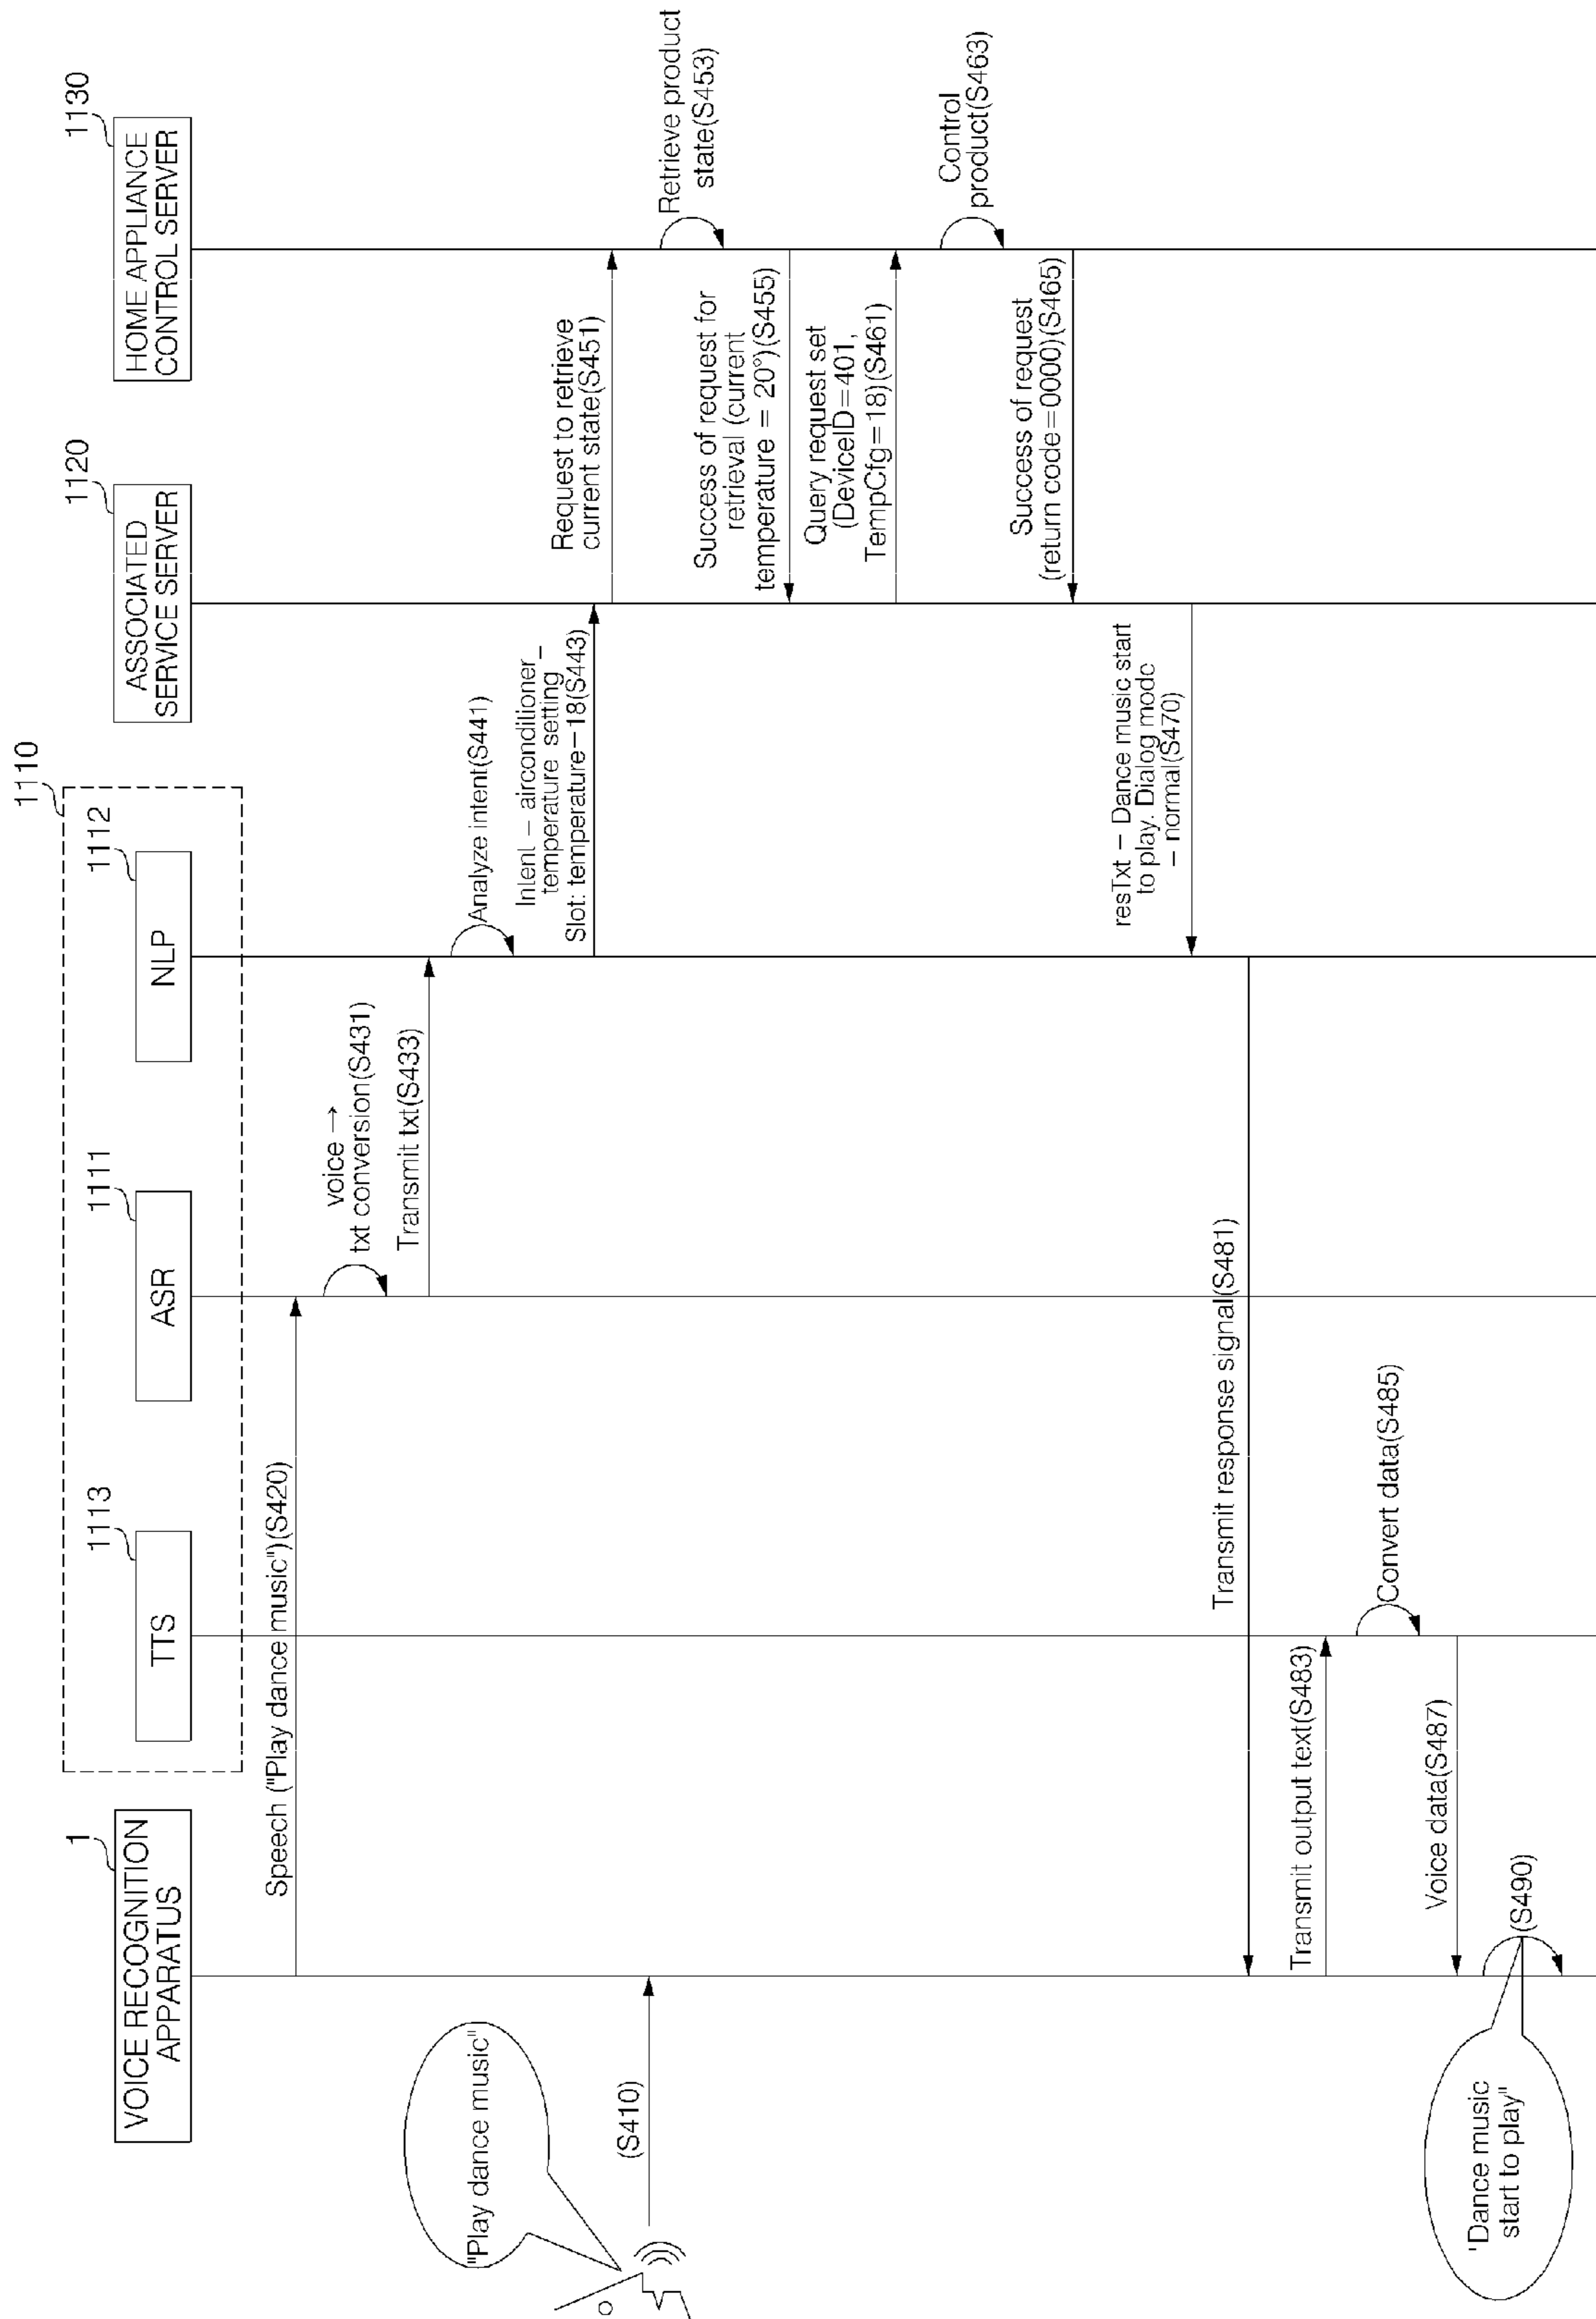 1
VOICE RECOGNITION
APPARATUS
1110
1113
TTS
1111
ASR
1112
NLP
1120
ASSOCIATED
SERVICE SERVER
1130
HOME APPLIANCE
CONTROL SERVER
"Play dance music"
(S410)
Speech ("Play dance music")(S420)
voice →
txt conversion(S431)
Transmit txt(S433)
Analyze intent(S441)
Intent – airconditioner_
temperature setting
Slot: temperature–18(S443)
Request to retrieve
current state(S451)
Retrieve product
state(S453)
Success of request for
retrieval (current
temperature = 20°)(S455)
Query request set
(DeviceID=401,
TempCfg=18)(S461)
Control
product(S463)
Success of request
(return code=0000)(S465)
resTxt – Dance music start
to play. Dialog mode
– normal(S470)
Transmit response signal(S481)
Transmit output text(S483)
Convert data(S485)
Voice data(S487)
(S490)
'Dance music
start to play"